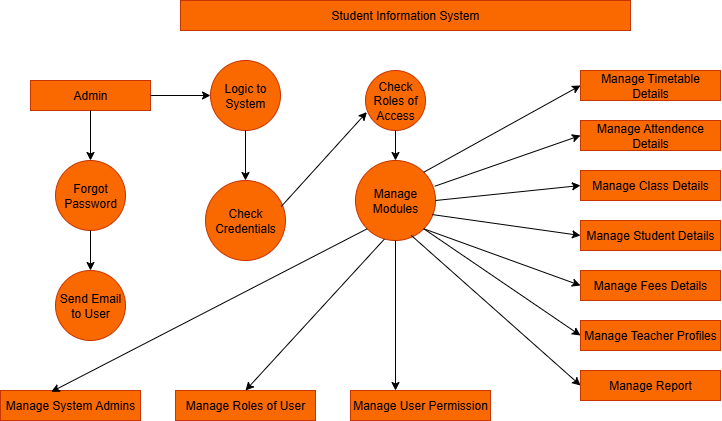 Student Information System
Admin
Logic to
System
Check
Roles of
Access
Manage Timetable
Details
Manage Attendence
Details
Forgot
Password
Check
Credentials
Manage
Modules
Manage Class Details
Manage Student Details
Send Email
to User
Manage Fees Details
Manage Teacher Profiles
Manage Report
Manage System Admins
Manage Roles of User
Manage User Permission